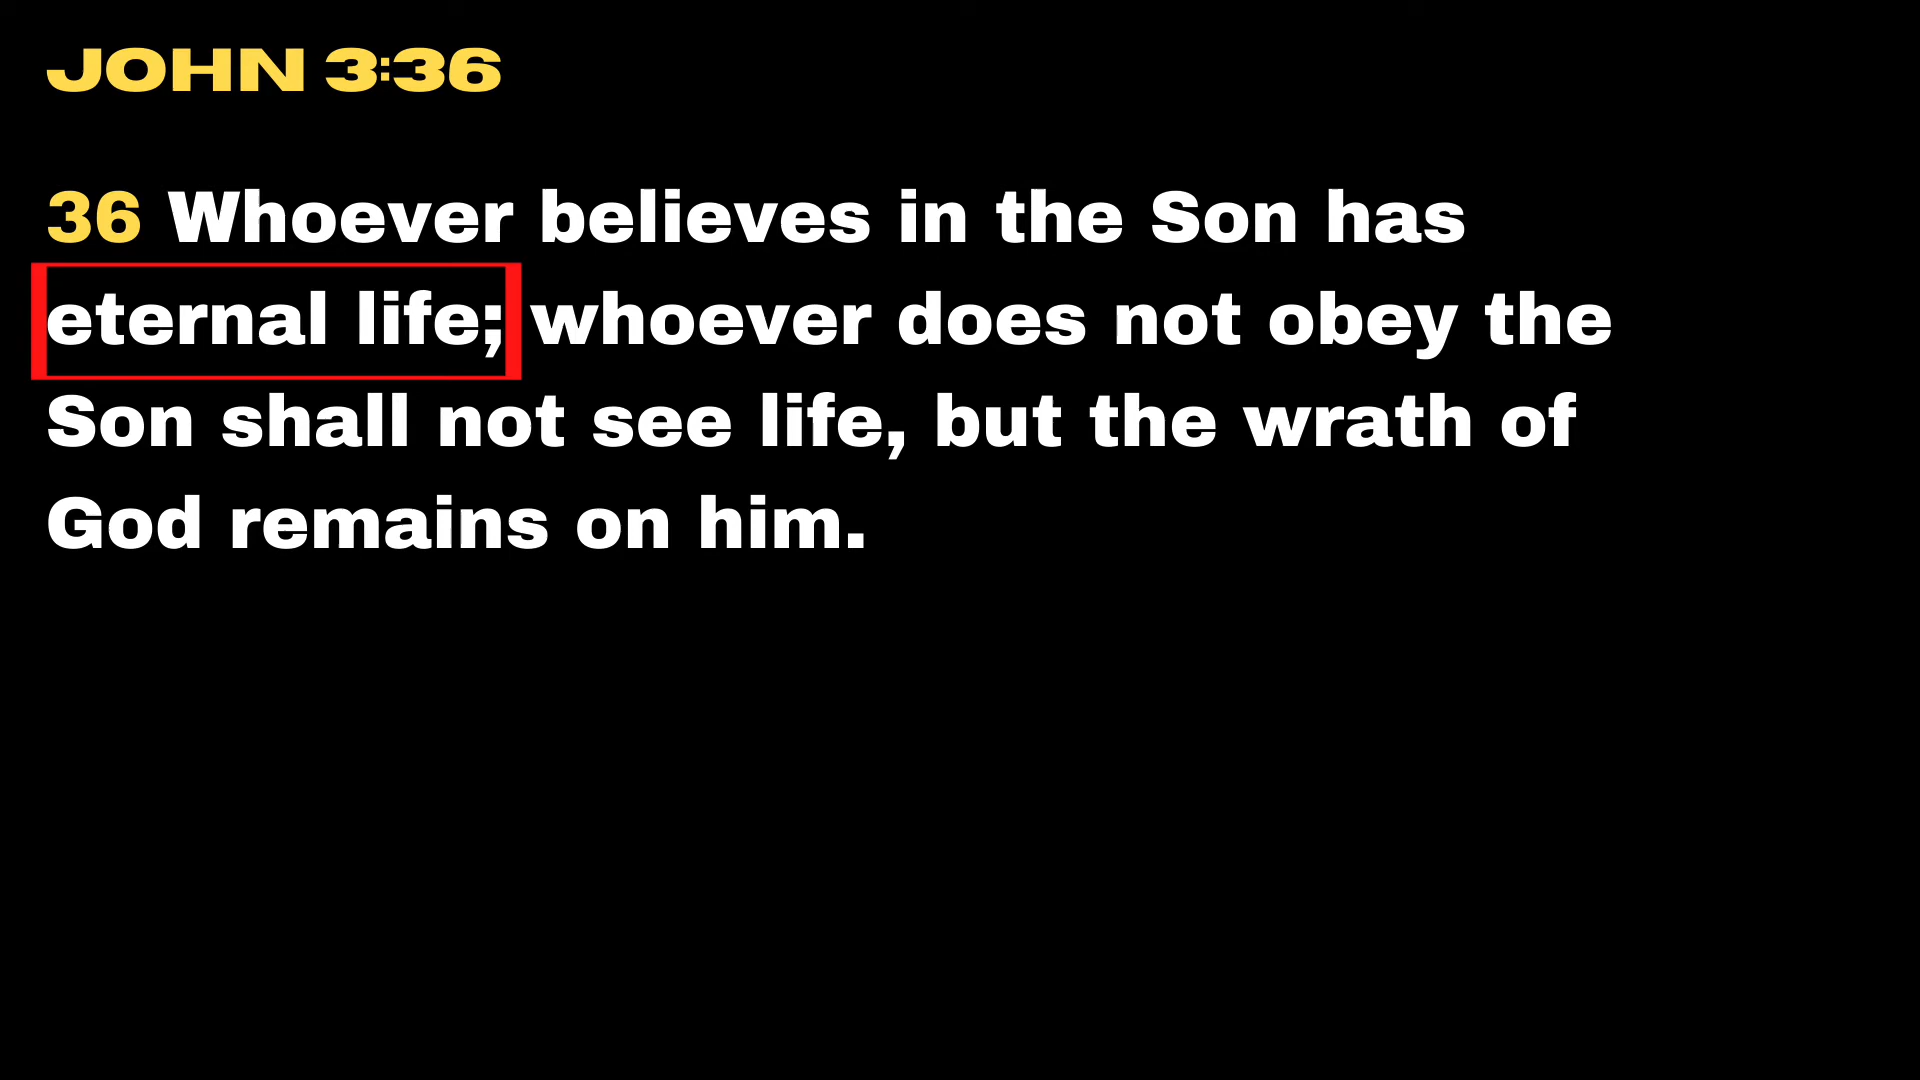 JOHN 3:36
36 Whoever believes in the Son has
eternal life; whoever does not obey the
Son shall not see life, but the wrath of
God remains on him.